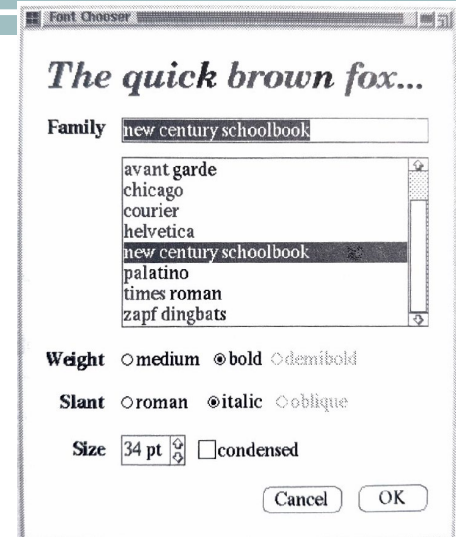 Font Chooser
The quick brown fox...
Family new century schoolbook
avant garde
chicago
courier
helvetica
new century schoolbook
palatino
times roman
zapf dingbats
Weight medium bold demibold
Slant roman italic oblique
Size 34 pt condensed
Cancel OK